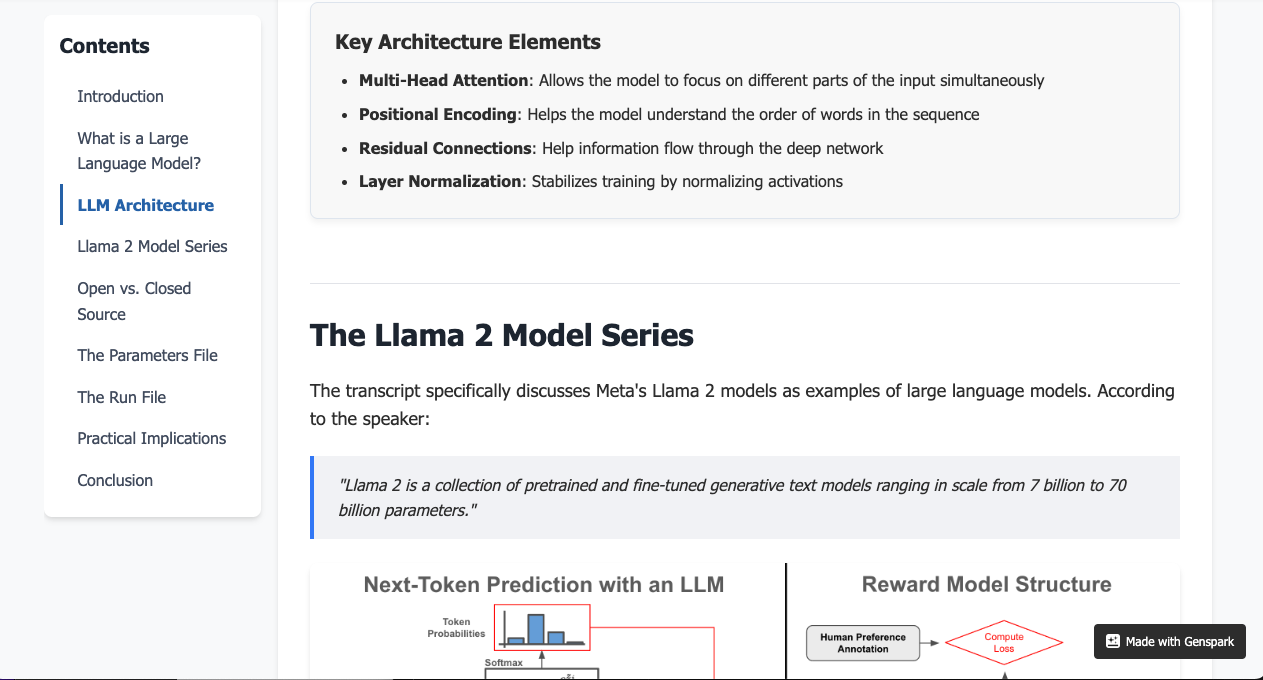 Contents
Introduction
What is a Large
Language Model?
LLM Architecture
Llama 2 Model Series
Open vs. Closed
Source
The Parameters File
The Run File
Practical Implications
Conclusion
Key Architecture Elements
• Multi-Head Attention: Allows the model to focus on different parts of the input simultaneously
• Positional Encoding: Helps the model understand the order of words in the sequence
• Residual Connections: Help information flow through the deep network
• Layer Normalization: Stabilizes training by normalizing activations
The Llama 2 Model Series
The transcript specifically discusses Meta's Llama 2 models as examples of large language models. According
to the speaker:
"Llama 2 is a collection of pretrained and fine-tuned generative text models ranging in scale from 7 billion to 70
billion parameters."
Next-Token Prediction with an LLM
Token
Probabilities
Softmax
Reward Model Structure
Human Preference
Annotation
Compute
Loss
Made with Genspark